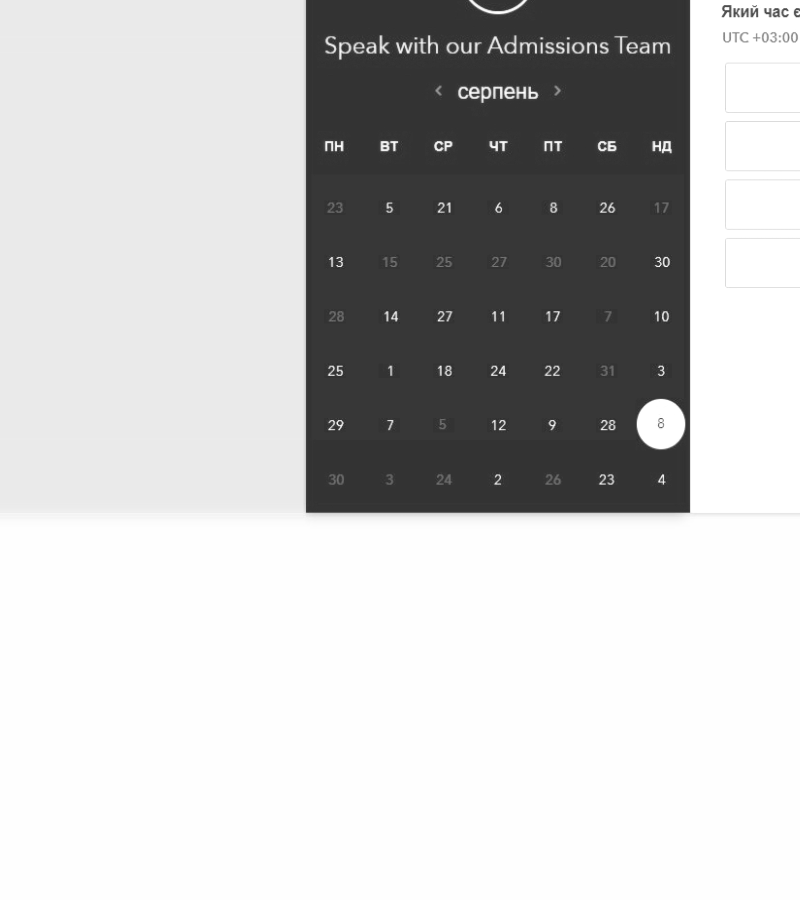 Speak with our Admissions Team
‹ серпень ›
ПН ВТ СР ЧТ ПТ СБ НД
23 5 21 6 8 26 17
13 15 25 27 30 20 30
28 14 27 11 17 7 10
25 1 18 24 22 31 3
29 7 5 12 9 28 8
30 3 24 2 26 23 4
Який час є
UTC +03:00